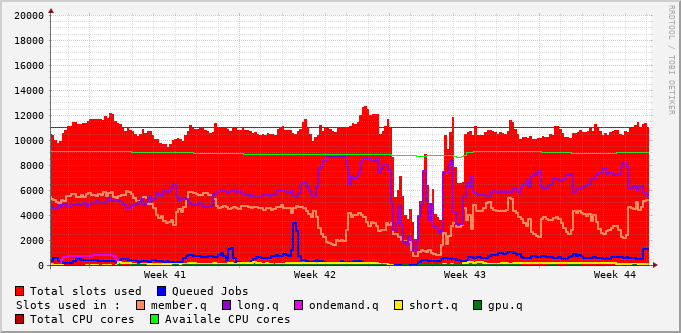 RRDTOOL / TOBI OETIKER
20000
18000
16000
14000
12000
10000
8000
6000
4000
2000
0
Week 41 Week 42 Week 43 Week 44
Total slots used Queued Jobs
Slots used in : member.q long.q ondemand.q short.q gpu.q
Total CPU cores Availale CPU cores